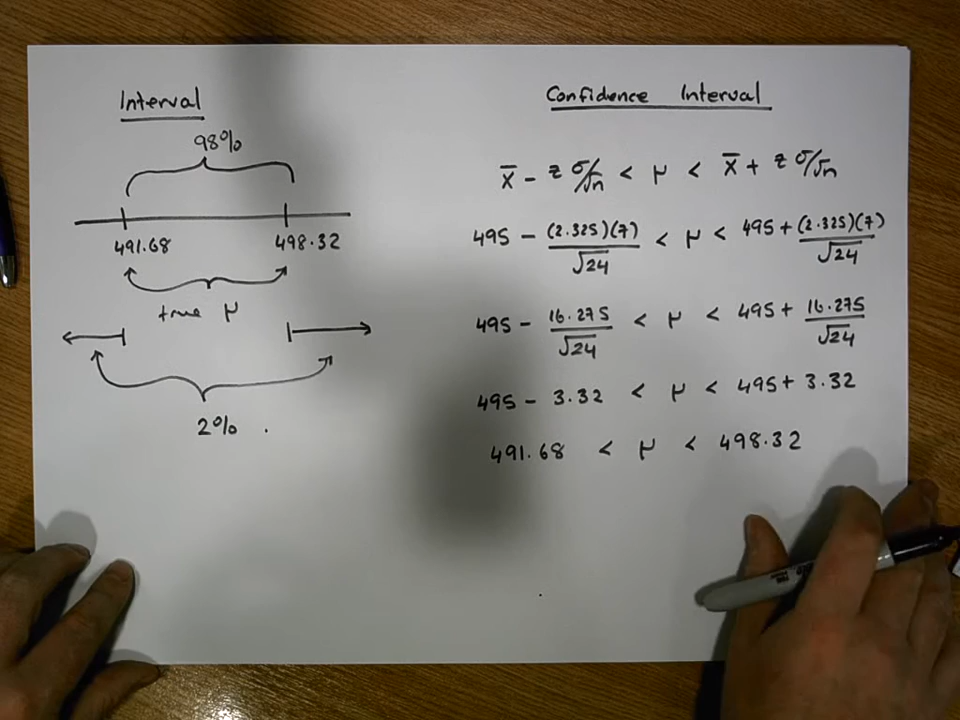 Interval
98%
491.68 498.32
true μ
2% .
Confidence Interval
x̅ - z σ/√n < μ < x̅ + z σ/√n
495 - (2.325)(7)/√24 < μ < 495 + (2.325)(7)/√24
495 - 16.275/√24 < μ < 495 + 16.275/√24
495 - 3.32 < μ < 495 + 3.32
491.68 < μ < 498.32